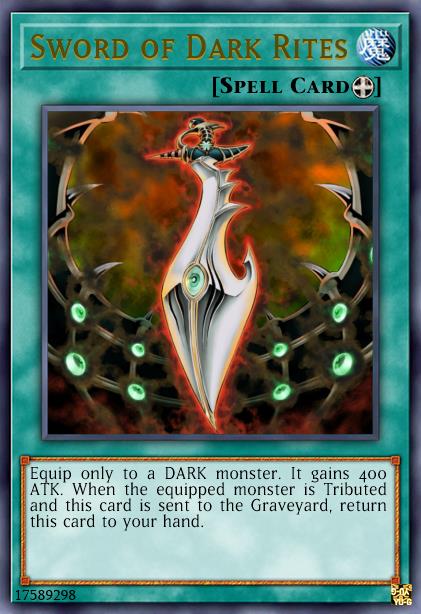 Sword of Dark Rites
[Spell Card]
Equip only to a DARK monster. It gains 400
ATK. When the equipped monster is Tributed
and this card is sent to the Graveyard, return
this card to your hand.
17589298